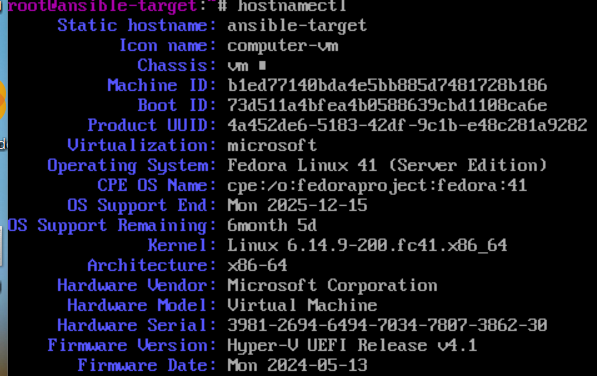 root@ansible-target:~# hostnamectl
Static hostname: ansible-target
Icon name: computer-vm
Chassis: vm
Machine ID: b1ed77140bda4e5bb885d7481728b186
Boot ID: 73d511a4bfea4b0588639cbd1108ca6e
Product UUID: 4a452de6-5183-42df-9c1b-e48c281a9282
Virtualization: microsoft
Operating System: Fedora Linux 41 (Server Edition)
CPE OS Name: cpe:/o:fedoraproject:fedora:41
OS Support End: Mon 2025-12-15
OS Support Remaining: 6month 5d
Kernel: Linux 6.14.9-200.fc41.x86_64
Architecture: x86-64
Hardware Vendor: Microsoft Corporation
Hardware Model: Virtual Machine
Hardware Serial: 3981-2694-6494-7034-7807-3862-30
Firmware Version: Hyper-V UEFI Release v4.1
Firmware Date: Mon 2024-05-13